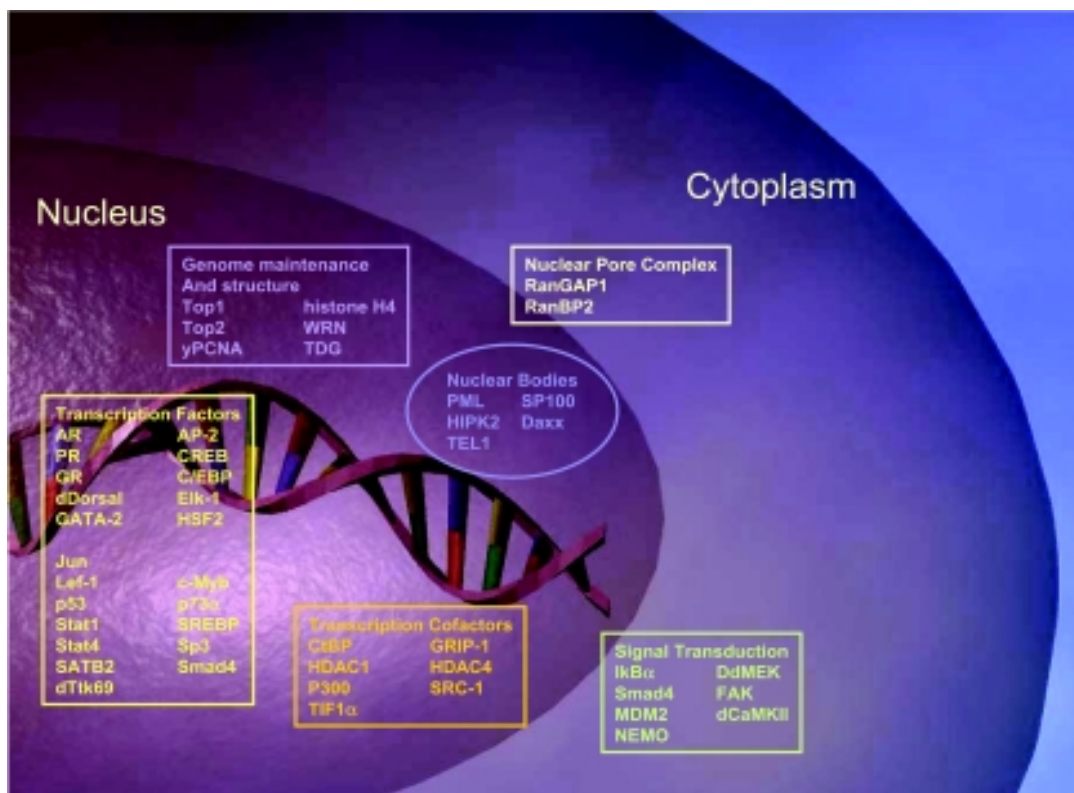 Cytoplasm
Nucleus
Genome maintenance
And structure
Top1 histone H4
Top2 WRN
yPCNA TDG
Nuclear Pore Complex
RanGAP1
RanBP2
Nuclear Bodies
PML SP100
HIPK2 Daxx
TEL1
Transcription Factors
AR AP-2
PR CREB
GR C/EBP
dDorsal Elk-1
GATA-2 HSF2
Jun
Lef-1 c-Myb
p53 p73α
Stat1 SREBP
Stat4 Sp3
SATB2 Smad4
dTtk69
Transcription Cofactors
CtBP GRIP-1
HDAC1 HDAC4
P300 SRC-1
TIF1α
Signal Transduction
IkBα DdMEK
Smad4 FAK
MDM2 dCaMKII
NEMO